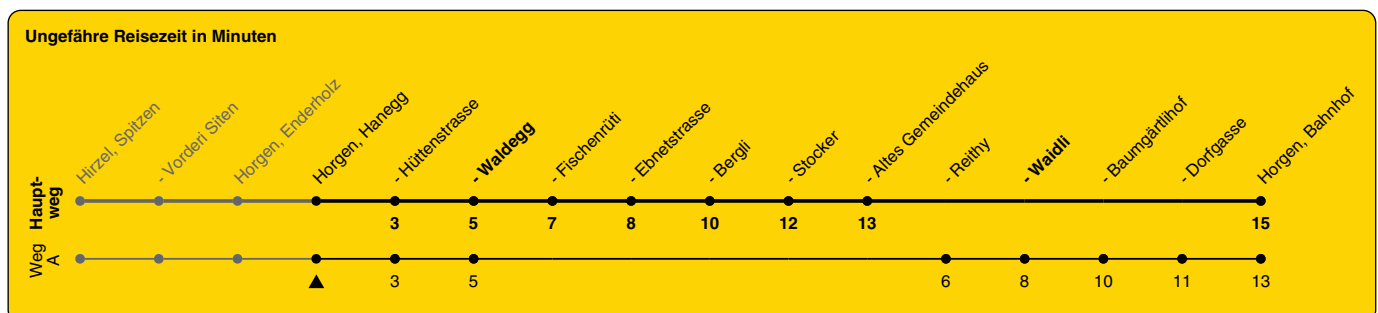 Ungefähre Reisezeit in Minuten
Hirzel, Spitzen
- Vorderi Siten
Horgen, Enderholz
Horgen, Hanegg
- Hüttenstrasse
- Waldegg
- Fischenrüti
- Ebnetstrasse
- Bergli
- Stocker
- Altes Gemeindehaus
- Reithy
- Waidli
- Baumgärtlihof
- Dorfgasse
Horgen, Bahnhof
Haupt-
weg
3 5 7 8 10 12 13 15
Weg
A
3 5 6 8 10 11 13